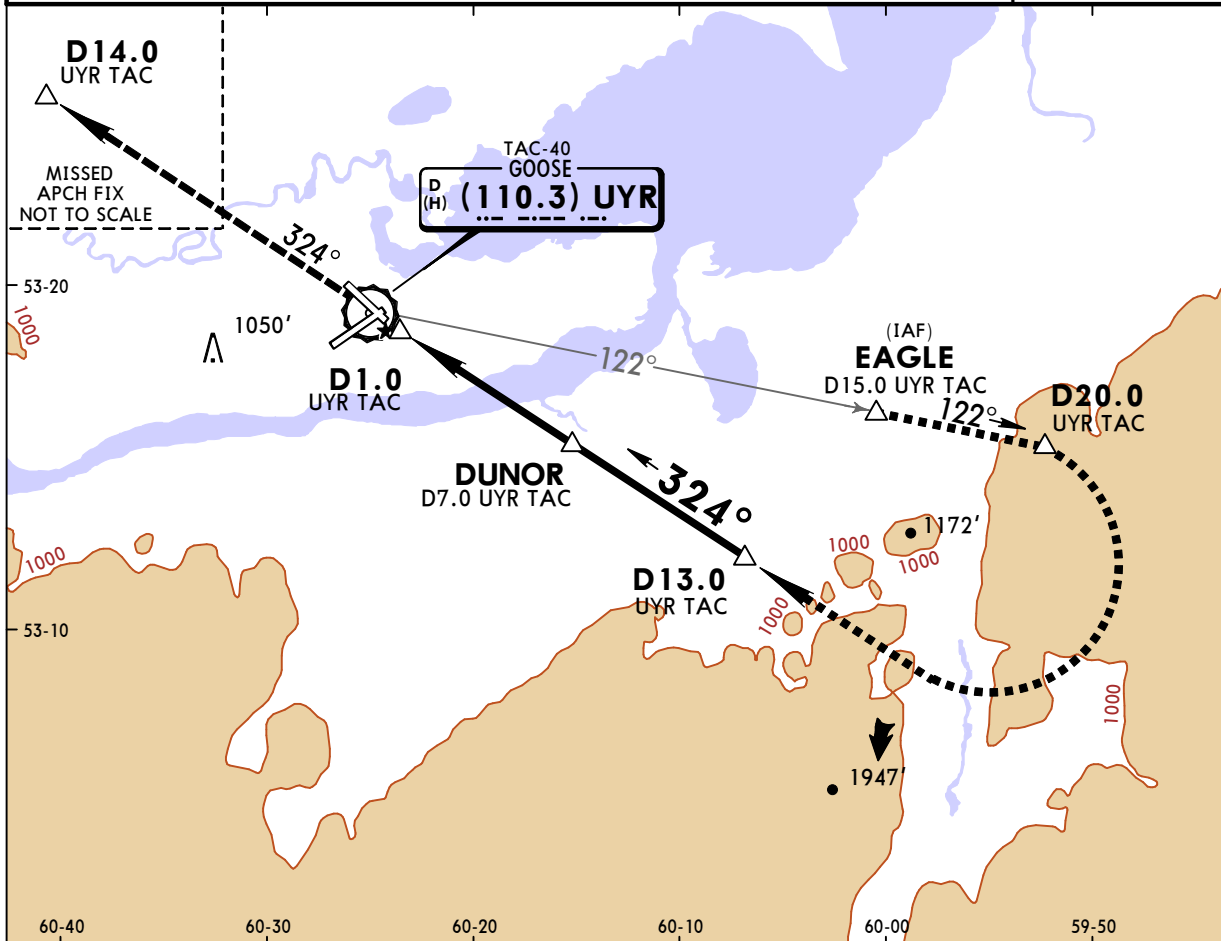 D14.0
UYR TAC
MISSED
APCH FIX
NOT TO SCALE
324°
TAC-40
GOOSE
D
(H)
(110.3) UYR
53-20
1000
1050'
D1.0
UYR TAC
122°
(IAF)
EAGLE
D15.0 UYR TAC
122°
D20.0
UYR TAC
DUNOR
D7.0 UYR TAC
324°
1172'
1000
1000
1000
D13.0
UYR TAC
1000
53-10
1000
1947'
60-40
60-30
60-20
60-10
60-00
59-50